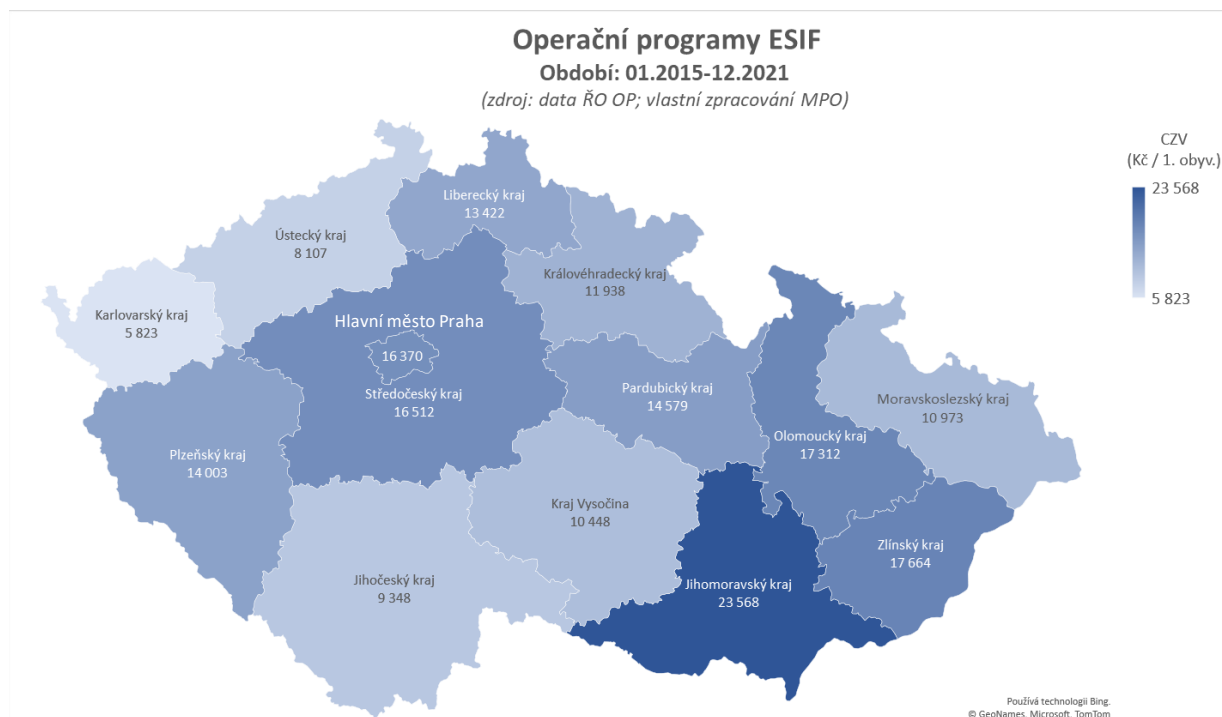 Operační programy ESIF
Období: 01.2015-12.2021
(zdroj: data ŘO OP; vlastní zpracování MPO)
CZV
(Kč / 1. obyv.)
23 568
5 823
Liberecký kraj
13 422
Ústecký kraj
8 107
Královéhradecký kraj
11 938
Karlovarský kraj
5 823
Hlavní město Praha
16 370
Středočeský kraj
16 512
Pardubický kraj
14 579
Moravskoslezský kraj
10 973
Olomoucký kraj
17 312
Plzeňský kraj
14 003
Kraj Vysočina
10 448
Zlínský kraj
17 664
Jihočeský kraj
9 348
Jihomoravský kraj
23 568
Používá technologii Bing.
© GeoNames, Microsoft, TomTom